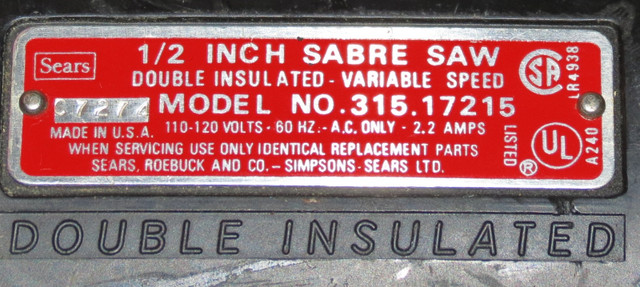 Sears
1/2 INCH SABRE SAW
DOUBLE INSULATED - VARIABLE SPEED
MODEL NO. 315.17215
MADE IN U.S.A. 110-120 VOLTS - 60 HZ. - A.C. ONLY - 2.2 AMPS
WHEN SERVICING USE ONLY IDENTICAL REPLACEMENT PARTS
SEARS, ROEBUCK AND CO. - SIMPSONS-SEARS LTD.
SA
LR4938
LISTED
UL
®
A240
DOUBLE INSULATED